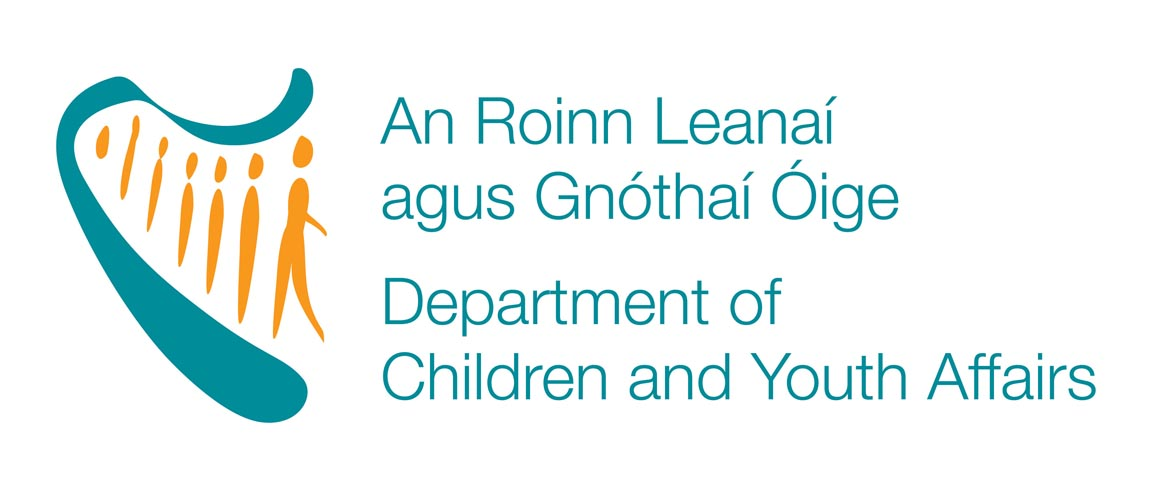 An Roinn Leanaí
agus Gnóthaí Óige
Department of
Children and Youth Affairs